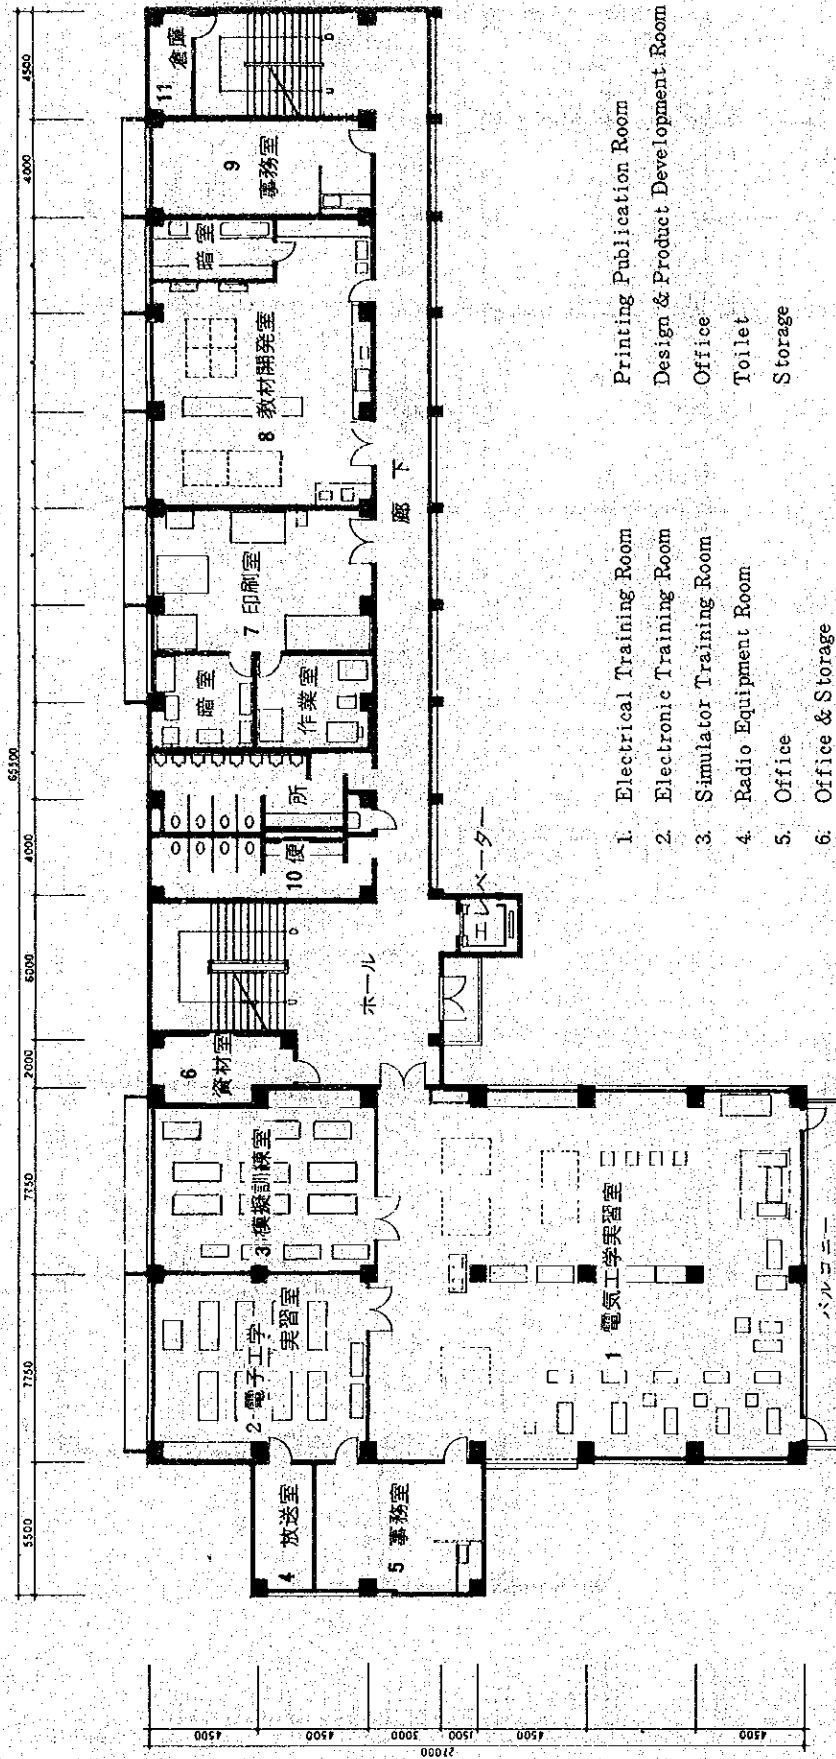 65500
5500 7750 7750 2000 6000 4000 4000 4500
27000
4500 4500 3000 1500 4500 4500
4 放送室
5 事務室
2 電子工学
実習室
3 模擬訓練室
6
資材室
10 便所
暗室
作業室
7 印刷室
8 教材開発室
暗室
9
事務室
11 倉庫
ホール
廊下
エレベーター
1 電気工学実習室
バルコニー
1. Electrical Training Room
2. Electronic Training Room
3. Simulator Training Room
4. Radio Equipment Room
5. Office
6. Office & Storage
Printing Publication Room
Design & Product Development Room
Office
Toilet
Storage